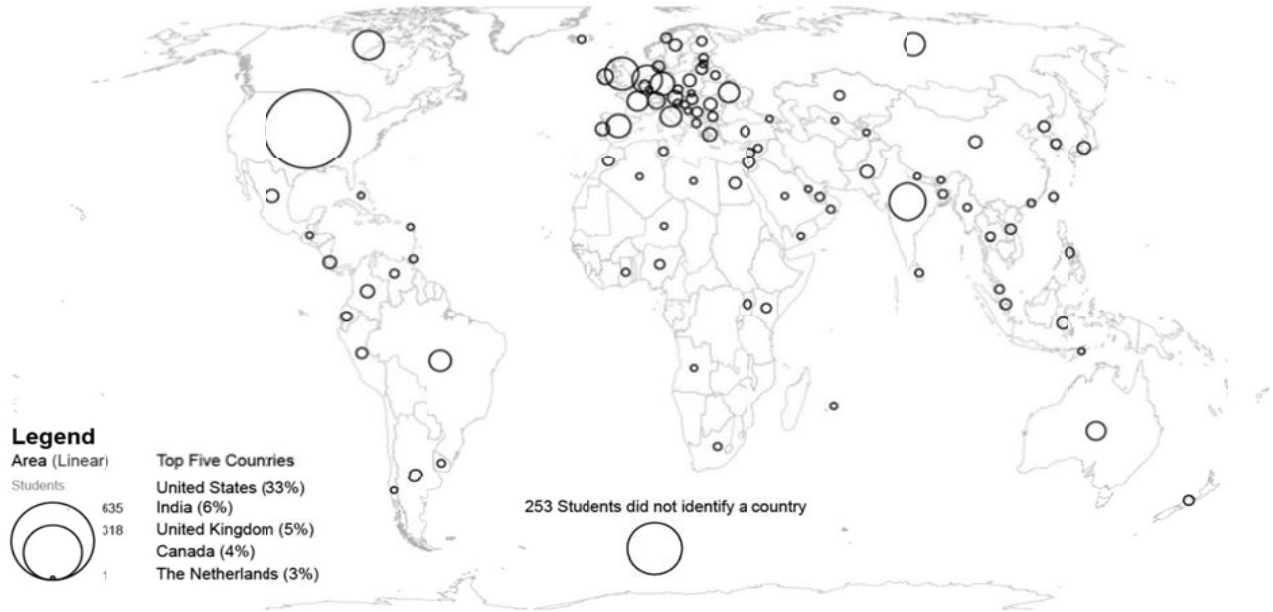 Legend
Area (Linear)
Students
635
318
1
Top Five Countries
United States (33%)
India (6%)
United Kingdom (5%)
Canada (4%)
The Netherlands (3%)
253 Students did not identify a country